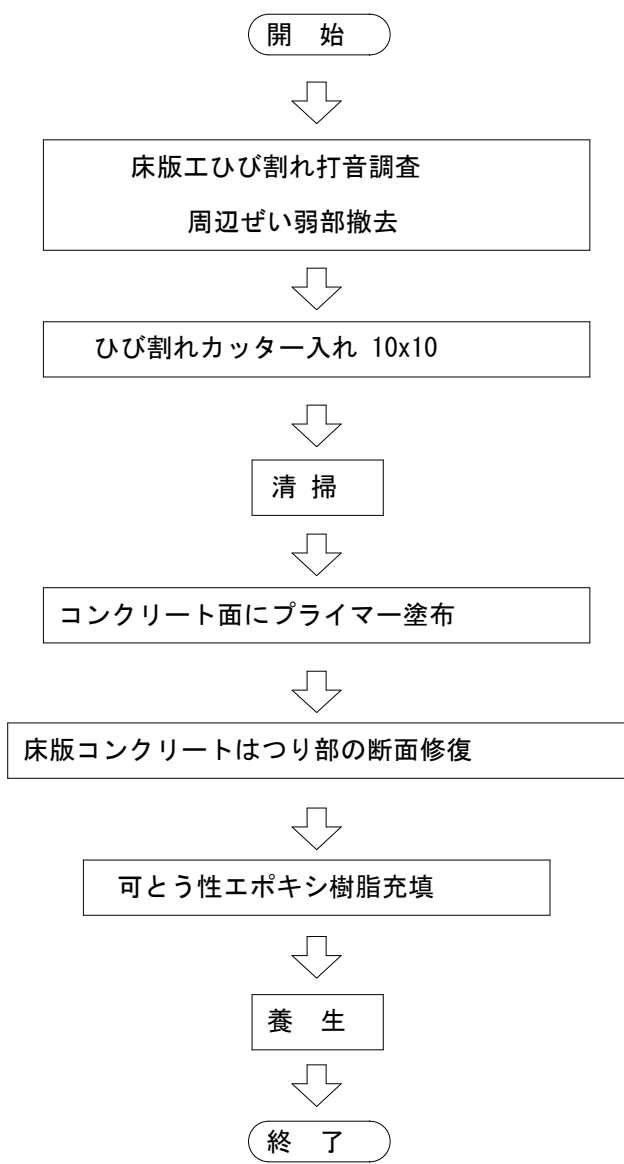 開　始
床版工ひび割れ打音調査
周辺ぜい弱部撤去
ひび割れカッター入れ 10x10
清 掃
コンクリート面にプライマー塗布
床版コンクリートはつり部の断面修復
可とう性エポキシ樹脂充填
養　生
終　了